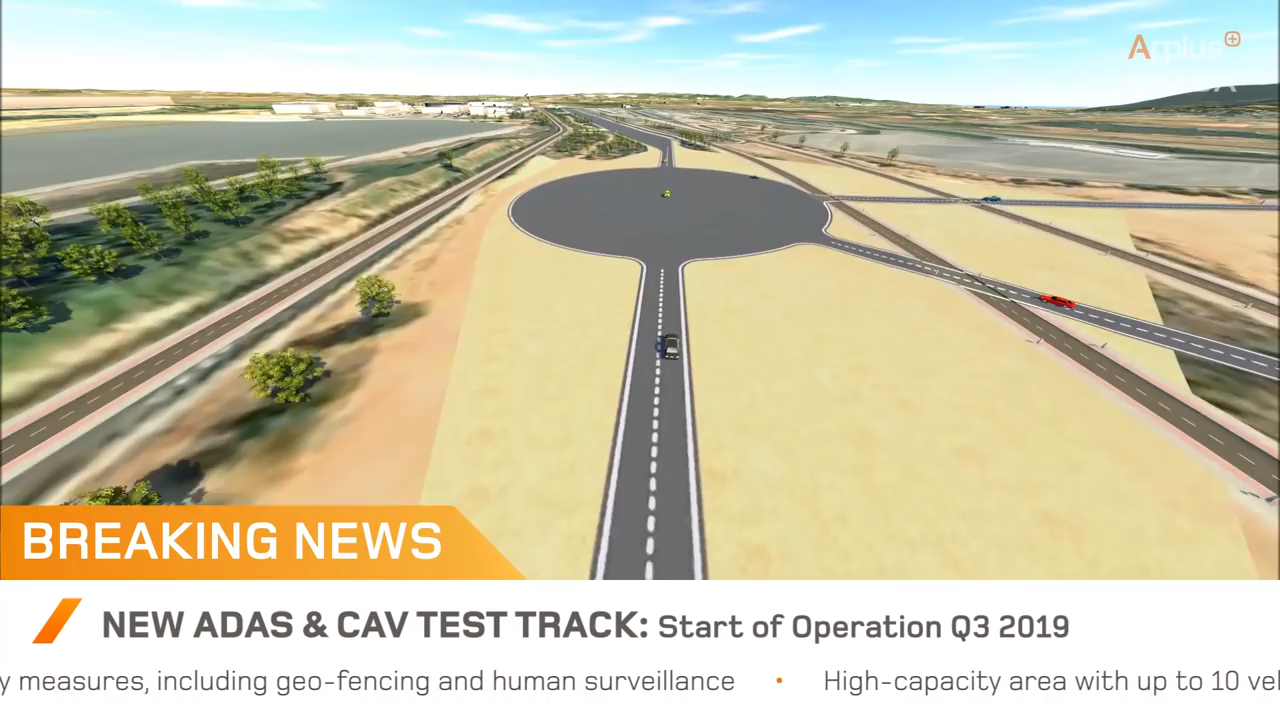 Arplus+
BREAKING NEWS
NEW ADAS & CAV TEST TRACK: Start of Operation Q3 2019
y measures, including geo-fencing and human surveillance • High-capacity area with up to 10 vel